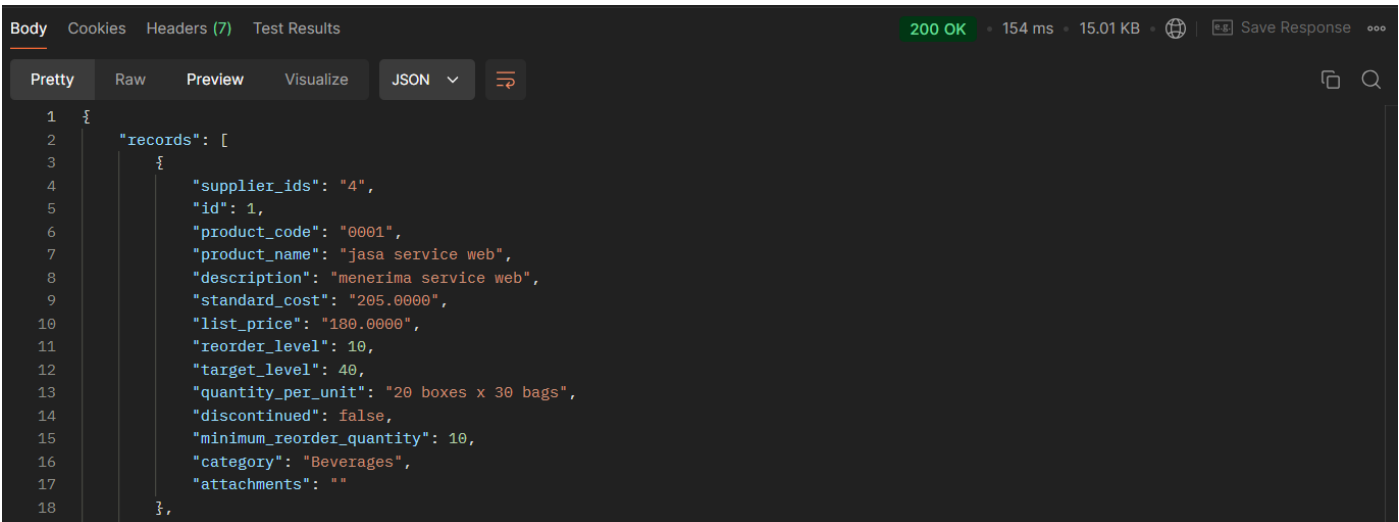 Body Cookies Headers (7) Test Results 200 OK 154 ms 15.01 KB e.g. Save Response
Pretty Raw Preview Visualize JSON
1 {
2 "records": [
3 {
4 "supplier_ids": "4",
5 "id": 1,
6 "product_code": "0001",
7 "product_name": "jasa service web",
8 "description": "menerima service web",
9 "standard_cost": "205.0000",
10 "list_price": "180.0000",
11 "reorder_level": 10,
12 "target_level": 40,
13 "quantity_per_unit": "20 boxes x 30 bags",
14 "discontinued": false,
15 "minimum_reorder_quantity": 10,
16 "category": "Beverages",
17 "attachments": ""
18 },